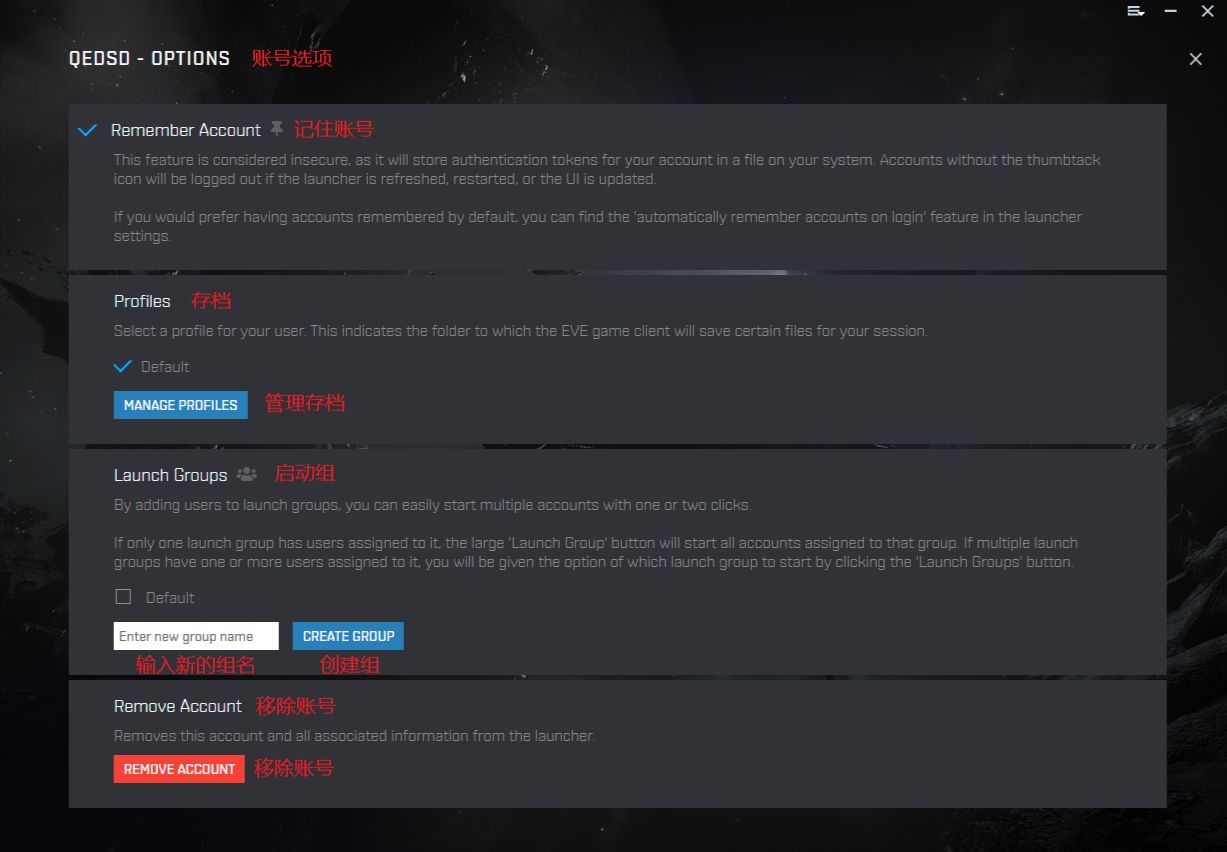 QEDSD - OPTIONS 账号选项
Remember Account 记住账号
This feature is considered insecure, as it will store authentication tokens for your account in a file on your system. Accounts without the thumbtack
icon will be logged out if the launcher is refreshed, restarted, or the UI is updated.
If you would prefer having accounts remembered by default, you can find the 'automatically remember accounts on login' feature in the launcher
settings.
Profiles 存档
Select a profile for your user. This indicates the folder to which the EVE game client will save certain files for your session.
Default
MANAGE PROFILES 管理存档
Launch Groups 启动组
By adding users to launch groups, you can easily start multiple accounts with one or two clicks.
If only one launch group has users assigned to it, the large 'Launch Group' button will start all accounts assigned to that group. If multiple launch
groups have one or more users assigned to it, you will be given the option of which launch group to start by clicking the 'Launch Groups' button.
Default
Enter new group name CREATE GROUP
输入新的组名 创建组
Remove Account 移除账号
Removes this account and all associated information from the launcher.
REMOVE ACCOUNT 移除账号